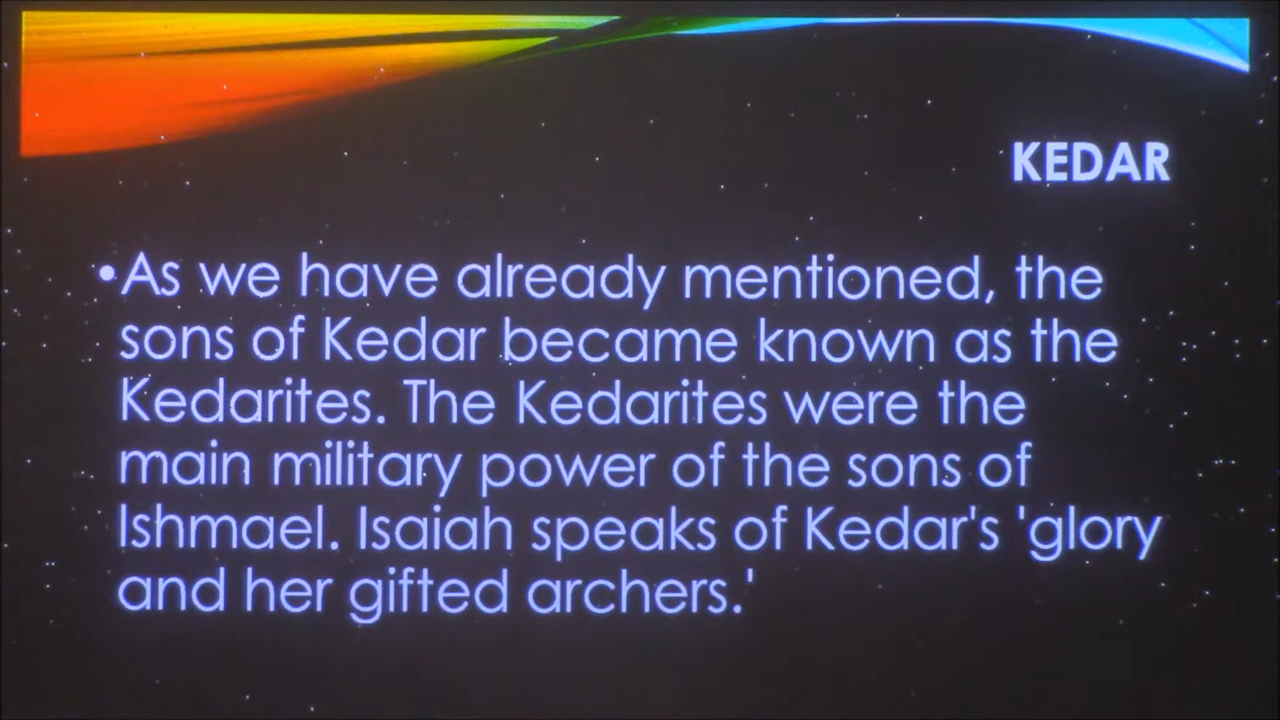 KEDAR
•As we have already mentioned, the
sons of Kedar became known as the
Kedarites. The Kedarites were the
main military power of the sons of
Ishmael. Isaiah speaks of Kedar's 'glory
and her gifted archers.'